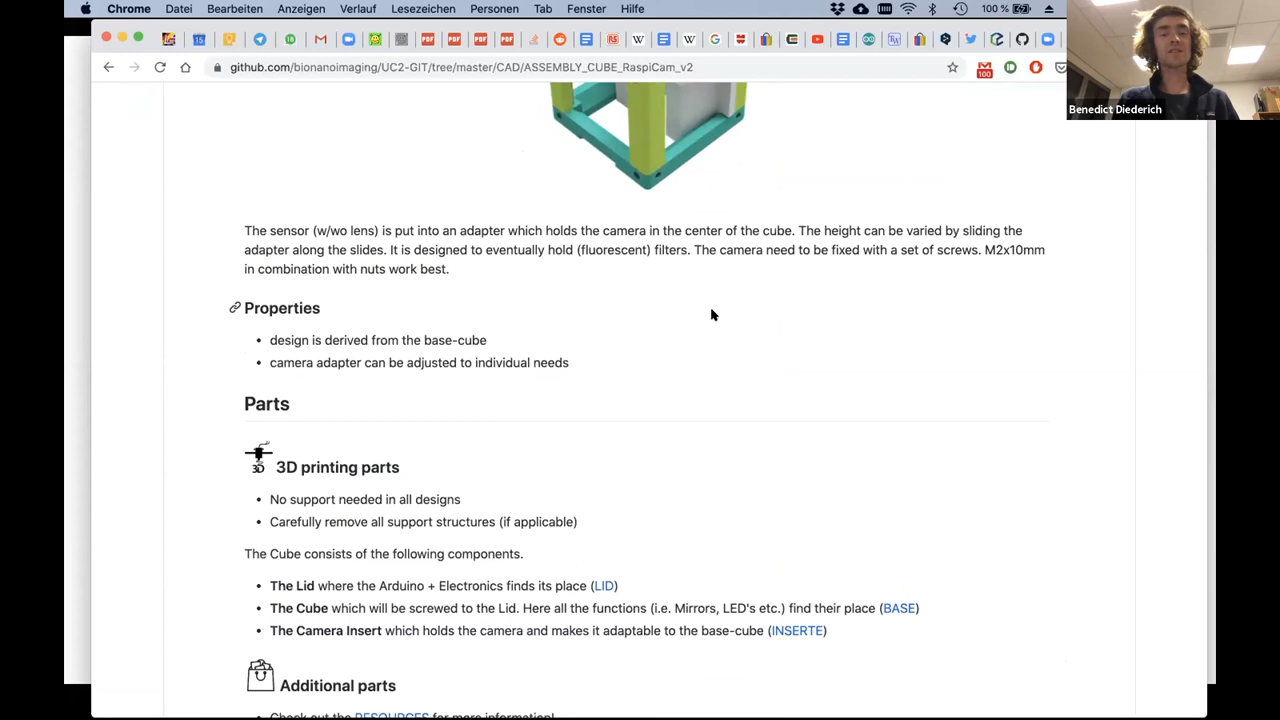 Chrome Datei Bearbeiten Anzeigen Verlauf Lesezeichen Personen Tab Fenster Hilfe 100 %
github.com/bionanoimaging/UC2-GIT/tree/master/CAD/ASSEMBLY_CUBE_RaspiCam_v2
Benedict Diederich
The sensor (w/wo lens) is put into an adapter which holds the camera in the center of the cube. The height can be varied by sliding the
adapter along the slides. It is designed to eventually hold (fluorescent) filters. The camera need to be fixed with a set of screws. M2x10mm
in combination with nuts work best.
Properties
• design is derived from the base-cube
• camera adapter can be adjusted to individual needs
Parts
3D 3D printing parts
• No support needed in all designs
• Carefully remove all support structures (if applicable)
The Cube consists of the following components.
• The Lid where the Arduino + Electronics finds its place (LID)
• The Cube which will be screwed to the Lid. Here all the functions (i.e. Mirrors, LED's etc.) find their place (BASE)
• The Camera Insert which holds the camera and makes it adaptable to the base-cube (INSERTE)
Additional parts
• Check out the RESOURCES for more information!